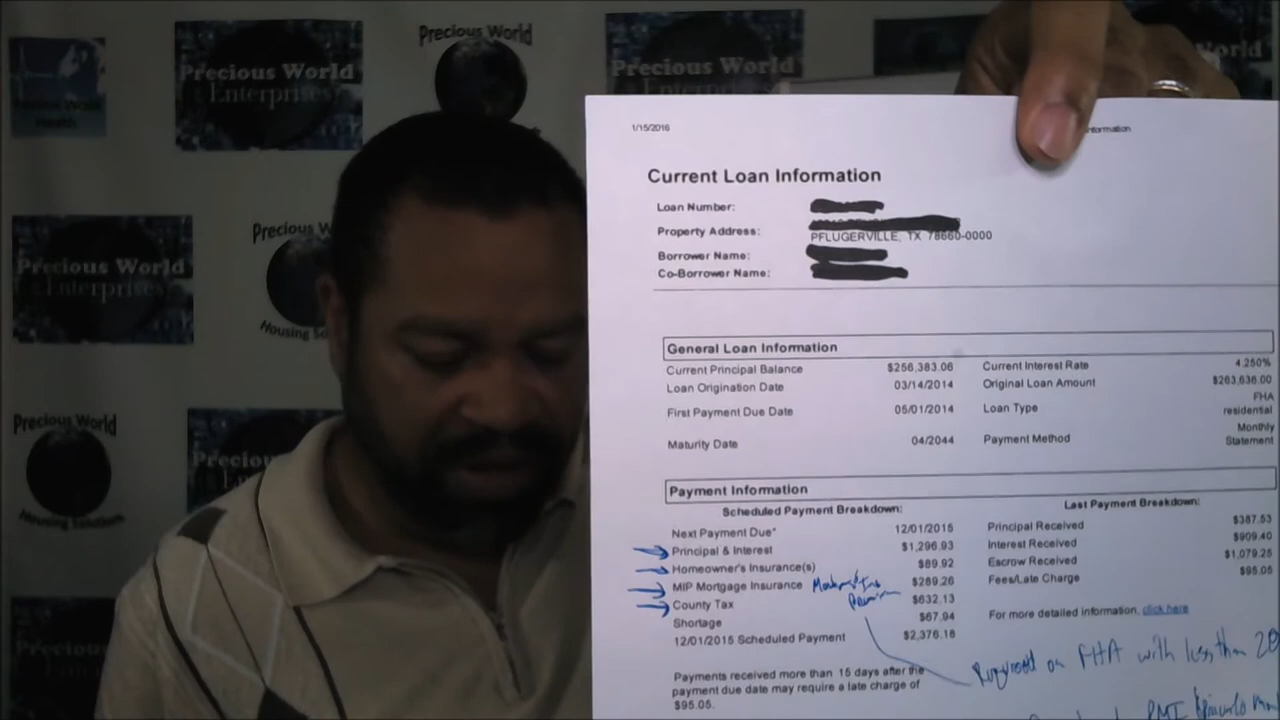 Precious World
Precious World
Enterprises
Precious World
Precious World
Enterprises
Precious W
Housing So
Precious World
Housing Solutions
Precious
World
1/15/2016
Information
Current Loan Information
Loan Number:
Property Address:
PFLUGERVILLE, TX 78660-0000
Borrower Name:
Co-Borrower Name:
General Loan Information
Current Principal Balance $256,383.06 Current Interest Rate 4.250%
Loan Origination Date 03/14/2014 Original Loan Amount $263,636.00
First Payment Due Date 05/01/2014 Loan Type FHA
residential
Maturity Date 04/2044 Payment Method Monthly
Statement
Payment Information
Scheduled Payment Breakdown: Last Payment Breakdown:
Next Payment Due* 12/01/2015 Principal Received $387.53
Principal & Interest $1,296.93 Interest Received $909.40
Homeowner's Insurance(s) $89.92 Escrow Received $1,079.25
MIP Mortgage Insurance $289.26 Fees/Late Charge $95.05
County Tax $632.13
Shortage $67.94 For more detailed information, click here
12/01/2015 Scheduled Payment $2,376.18
Required on FHA with less than 20
PMI
Payments received more than 15 days after the
payment due date may require a late charge of
$95.05.